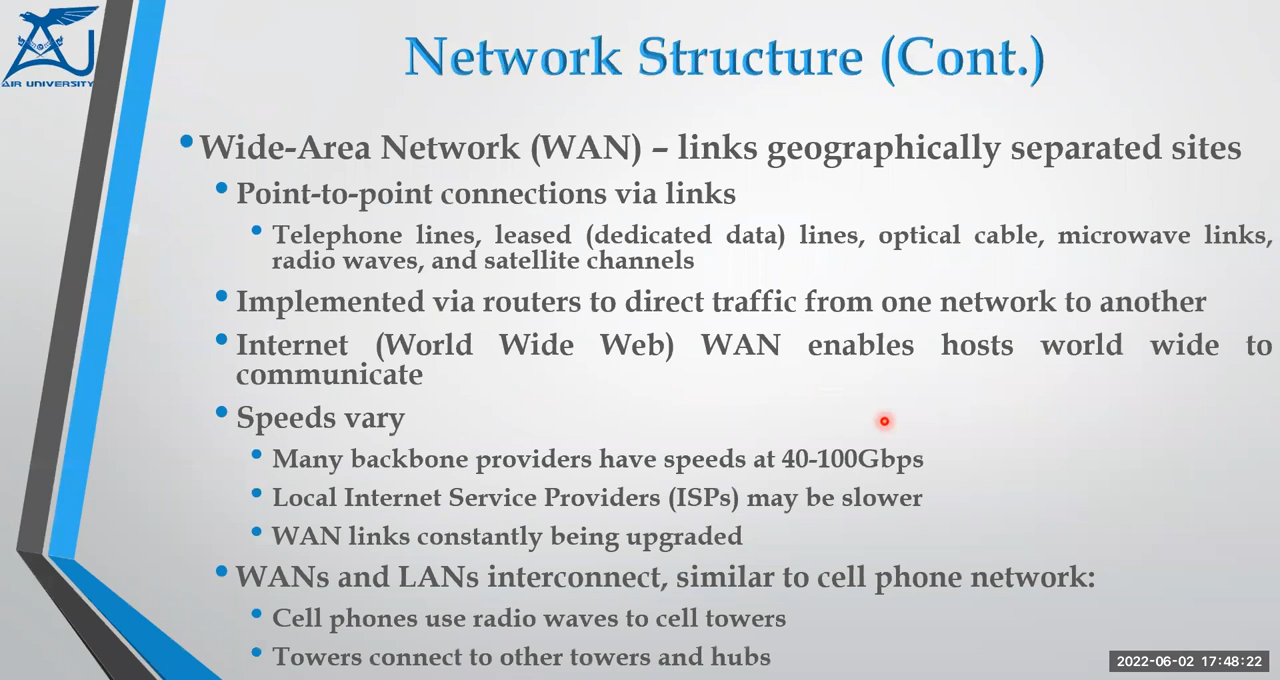 AIR UNIVERSITY
Network Structure (Cont.)
•Wide-Area Network (WAN) – links geographically separated sites
• Point-to-point connections via links
• Telephone lines, leased (dedicated data) lines, optical cable, microwave links,
radio waves, and satellite channels
• Implemented via routers to direct traffic from one network to another
• Internet (World Wide Web) WAN enables hosts world wide to
communicate
• Speeds vary
• Many backbone providers have speeds at 40-100Gbps
• Local Internet Service Providers (ISPs) may be slower
• WAN links constantly being upgraded
• WANs and LANs interconnect, similar to cell phone network:
• Cell phones use radio waves to cell towers
• Towers connect to other towers and hubs
2022-06-02 17:48:22